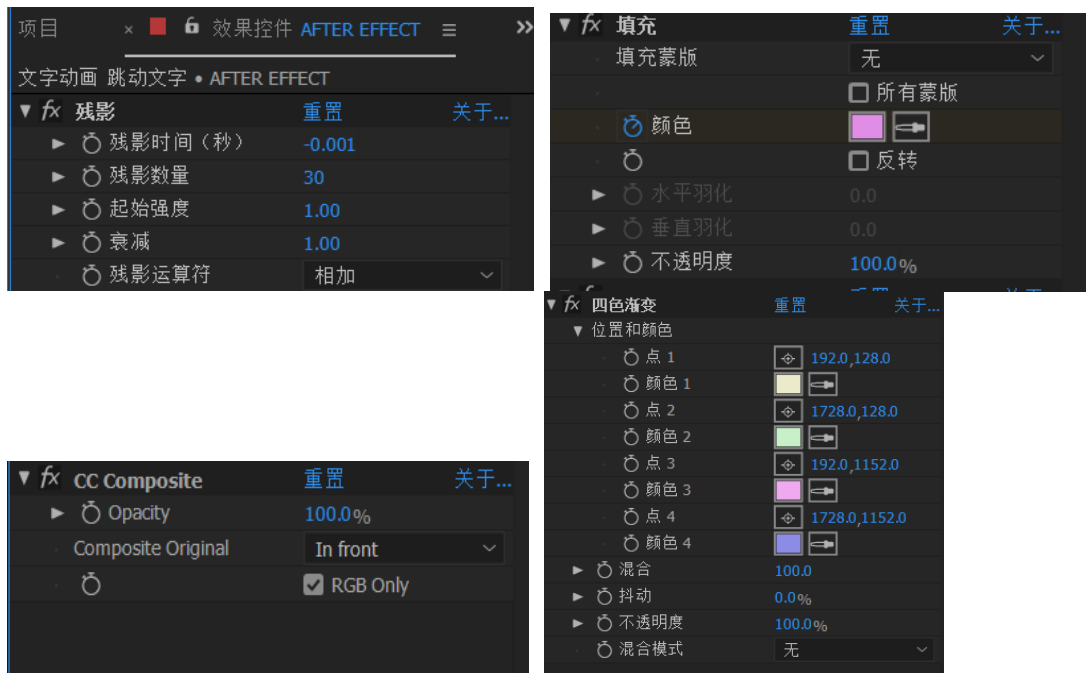 项目 × 效果控件 AFTER EFFECT ≡ »
文字动画 跳动文字 • AFTER EFFECT
fx 残影 重置 关于...
残影时间（秒） -0.001
残影数量 30
起始强度 1.00
衰减 1.00
残影运算符 相加
fx 填充 重置 关于...
填充蒙版 无
所有蒙版
颜色
反转
水平羽化 0.0
垂直羽化 0.0
不透明度 100.0%
fx 四色渐变 重置 关于...
位置和颜色
点 1 192.0,128.0
颜色 1
点 2 1728.0,128.0
颜色 2
点 3 192.0,1152.0
颜色 3
点 4 1728.0,1152.0
颜色 4
混合 100.0
抖动 0.0%
不透明度 100.0%
混合模式 无
fx CC Composite 重置 关于...
Opacity 100.0%
Composite Original In front
RGB Only